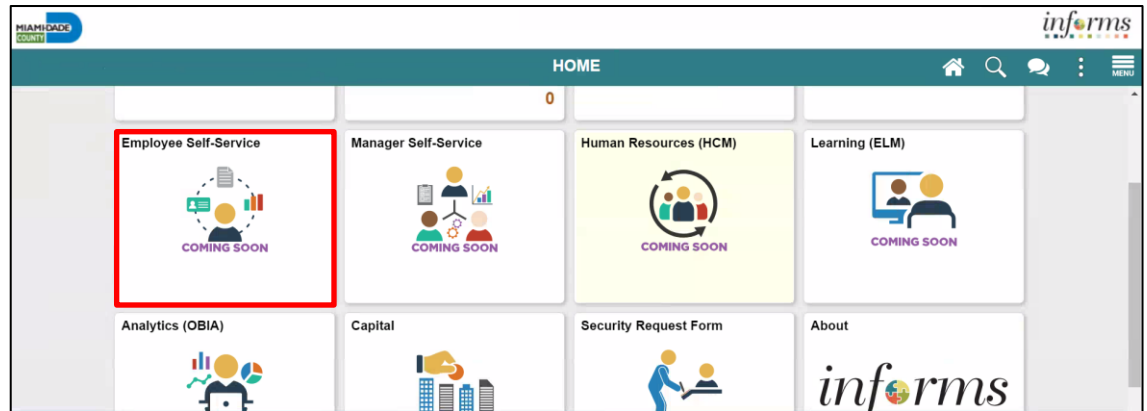 MIAMI-DADE
COUNTY
informs
HOME
MENU
0
Employee Self-Service
Manager Self-Service
Human Resources (HCM)
Learning (ELM)
COMING SOON
COMING SOON
COMING SOON
COMING SOON
Analytics (OBIA)
Capital
Security Request Form
About
informs